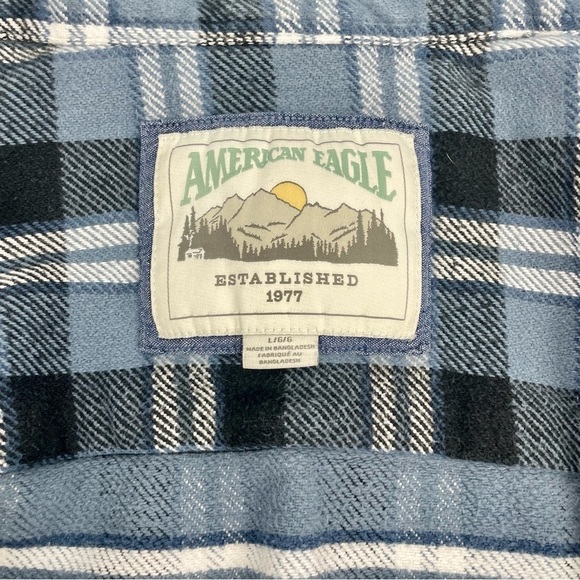 AMERICAN EAGLE
ESTABLISHED
1977
L/G/G
MADE IN BANGLADESH
FABRIQUÉ AU
BANGLADESH